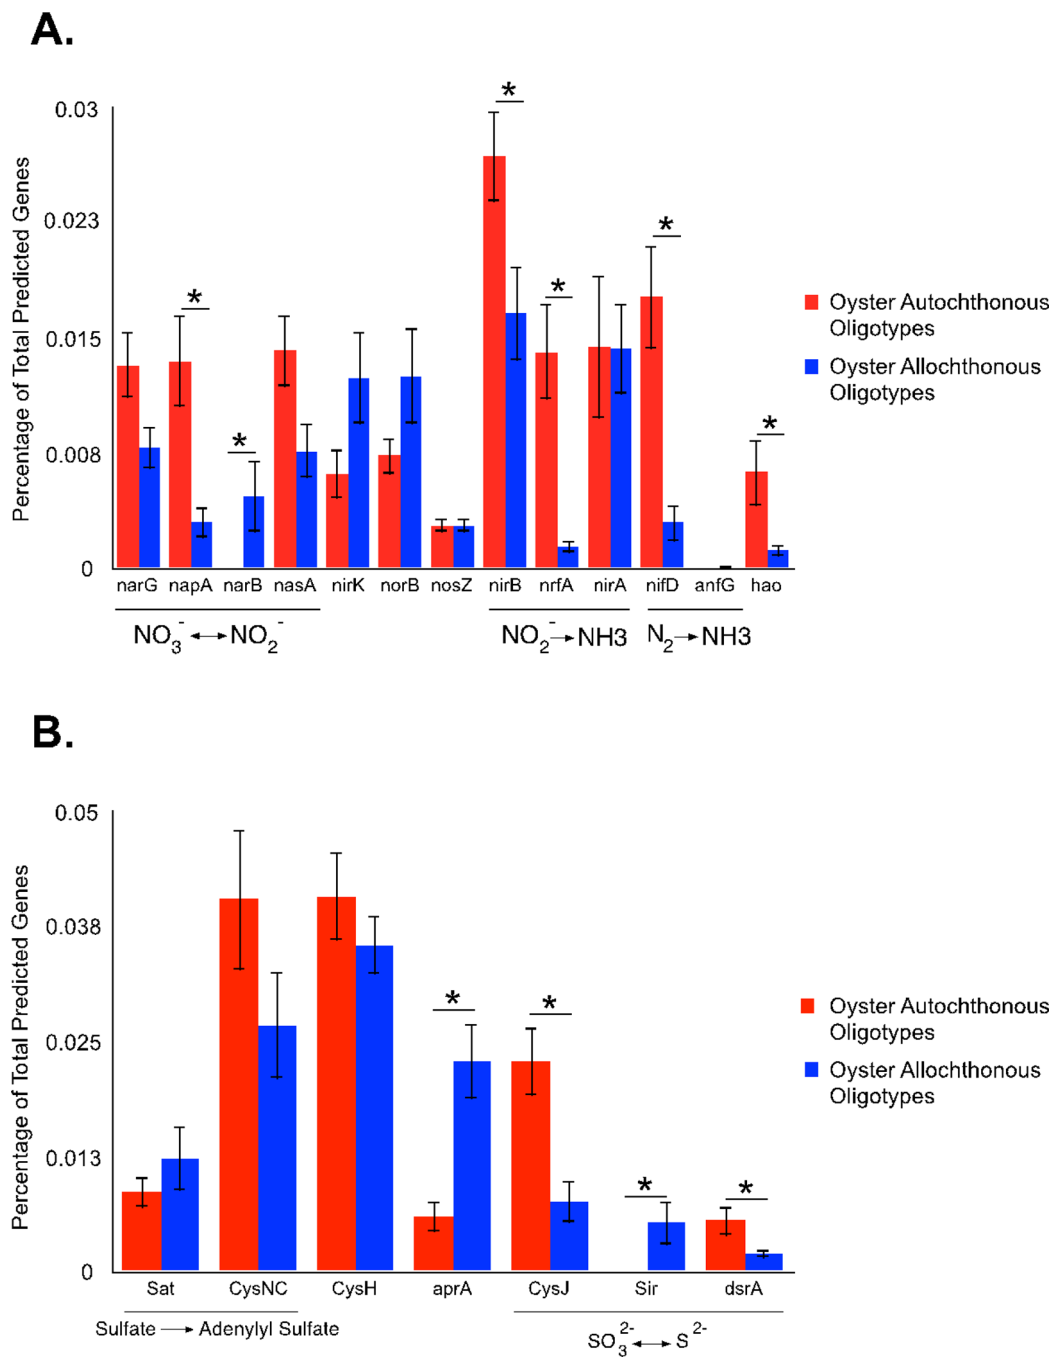 A.
Percentage of Total Predicted Genes
0.03
0.023
0.015
0.008
0
* * * * * *  *
narG napA narB nasA nirK norB nosZ nirB nrfA nirA nifD anfG hao
NO₃⁻ ↔ NO₂⁻ NO₂⁻ → NH3 N₂ → NH3
Oyster Autochthonous
Oligotypes
Oyster Allochthonous
Oligotypes
B.
Percentage of Total Predicted Genes
0.05
0.038
0.025
0.013
0
* * * *
Sat CysNC CysH aprA CysJ Sir dsrA
Sulfate → Adenylyl Sulfate SO₃²⁻ ↔ S²⁻
Oyster Autochthonous
Oligotypes
Oyster Allochthonous
Oligotypes